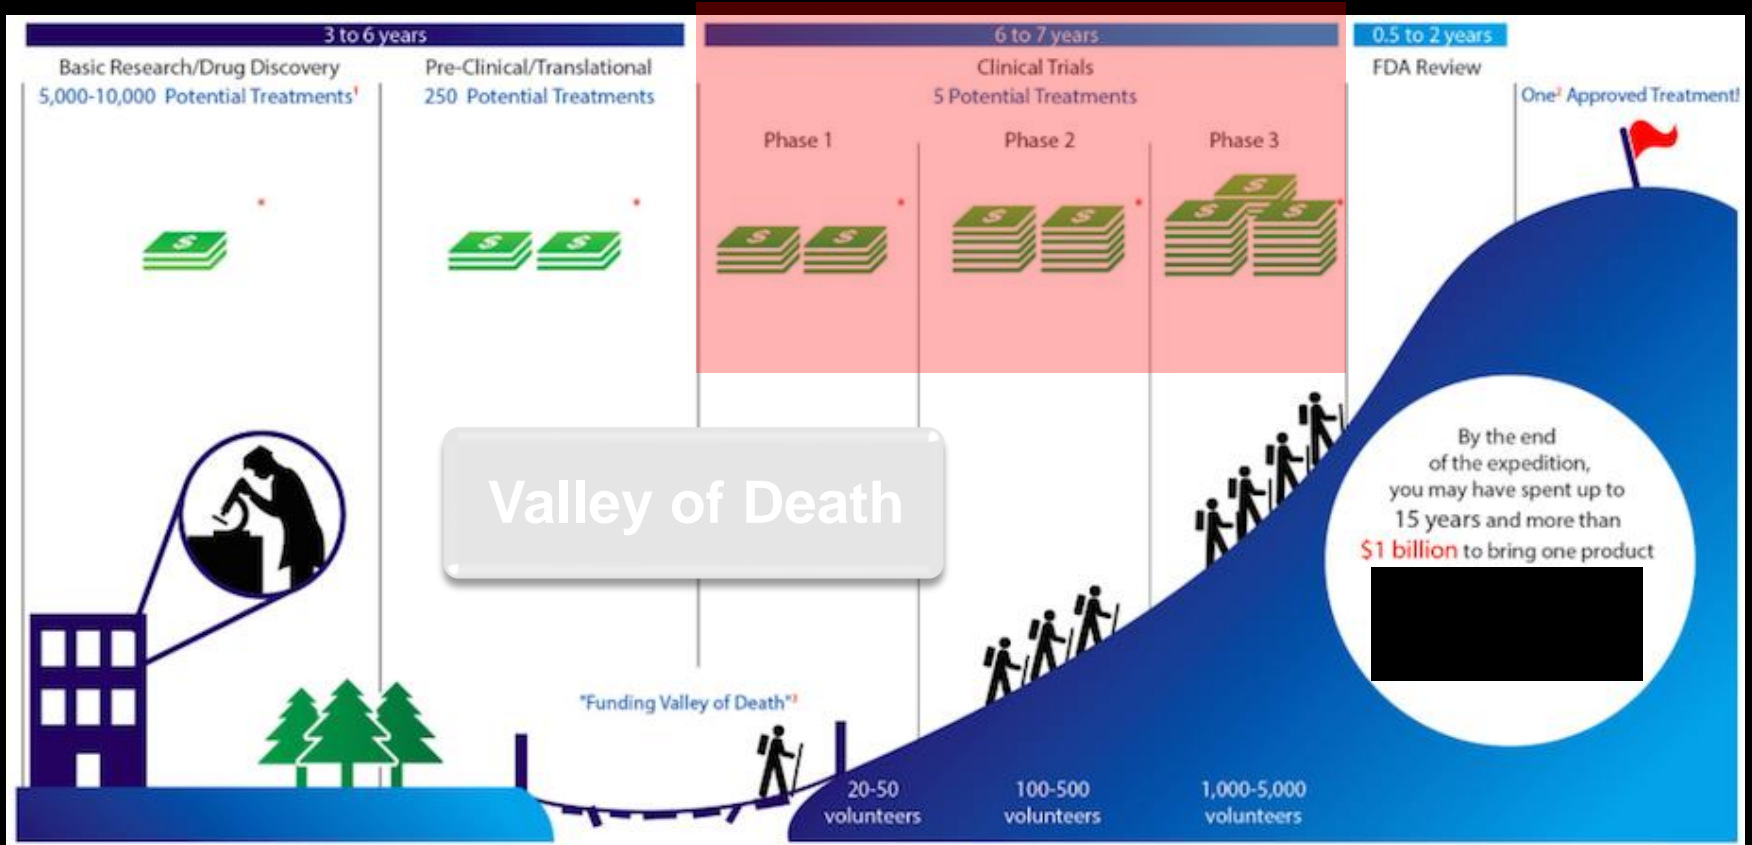 3 to 6 years
6 to 7 years
0.5 to 2 years
Basic Research/Drug Discovery
5,000-10,000 Potential Treatments¹
Pre-Clinical/Translational
250 Potential Treatments
Clinical Trials
5 Potential Treatments
FDA Review
One² Approved Treatment!
Phase 1
Phase 2
Phase 3
Valley of Death
By the end
of the expedition,
you may have spent up to
15 years and more than
$1 billion to bring one product
"Funding Valley of Death"³
20-50
volunteers
100-500
volunteers
1,000-5,000
volunteers